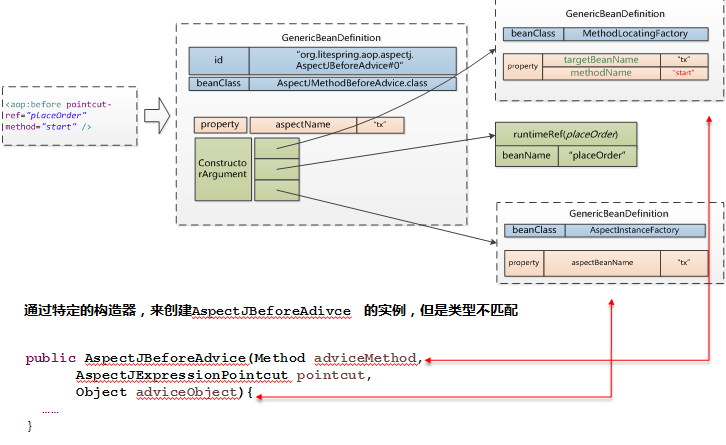 <aop:before pointcut-
ref="placeOrder"
method="start" />
GenericBeanDefinition
id
"org.litespring.aop.aspectj.
AspectJBeforeAdvice#0"
beanClass
AspectJMethodBeforeAdvice.class
property
aspectName
"tx"
Constructo
rArgument
GenericBeanDefinition
beanClass
MethodLocatingFactory
property
targetBeanName
"tx"
methodName
"start"
runtimeRef(placeOrder)
beanName
"placeOrder"
GenericBeanDefinition
beanClass
AspectInstanceFactory
property
aspectBeanName
"tx"
通过特定的构造器，来创建AspectJBeforeAdivce 的实例，但是类型不匹配
public AspectJBeforeAdvice(Method adviceMethod,
AspectJExpressionPointcut pointcut,
Object adviceObject){
……
}